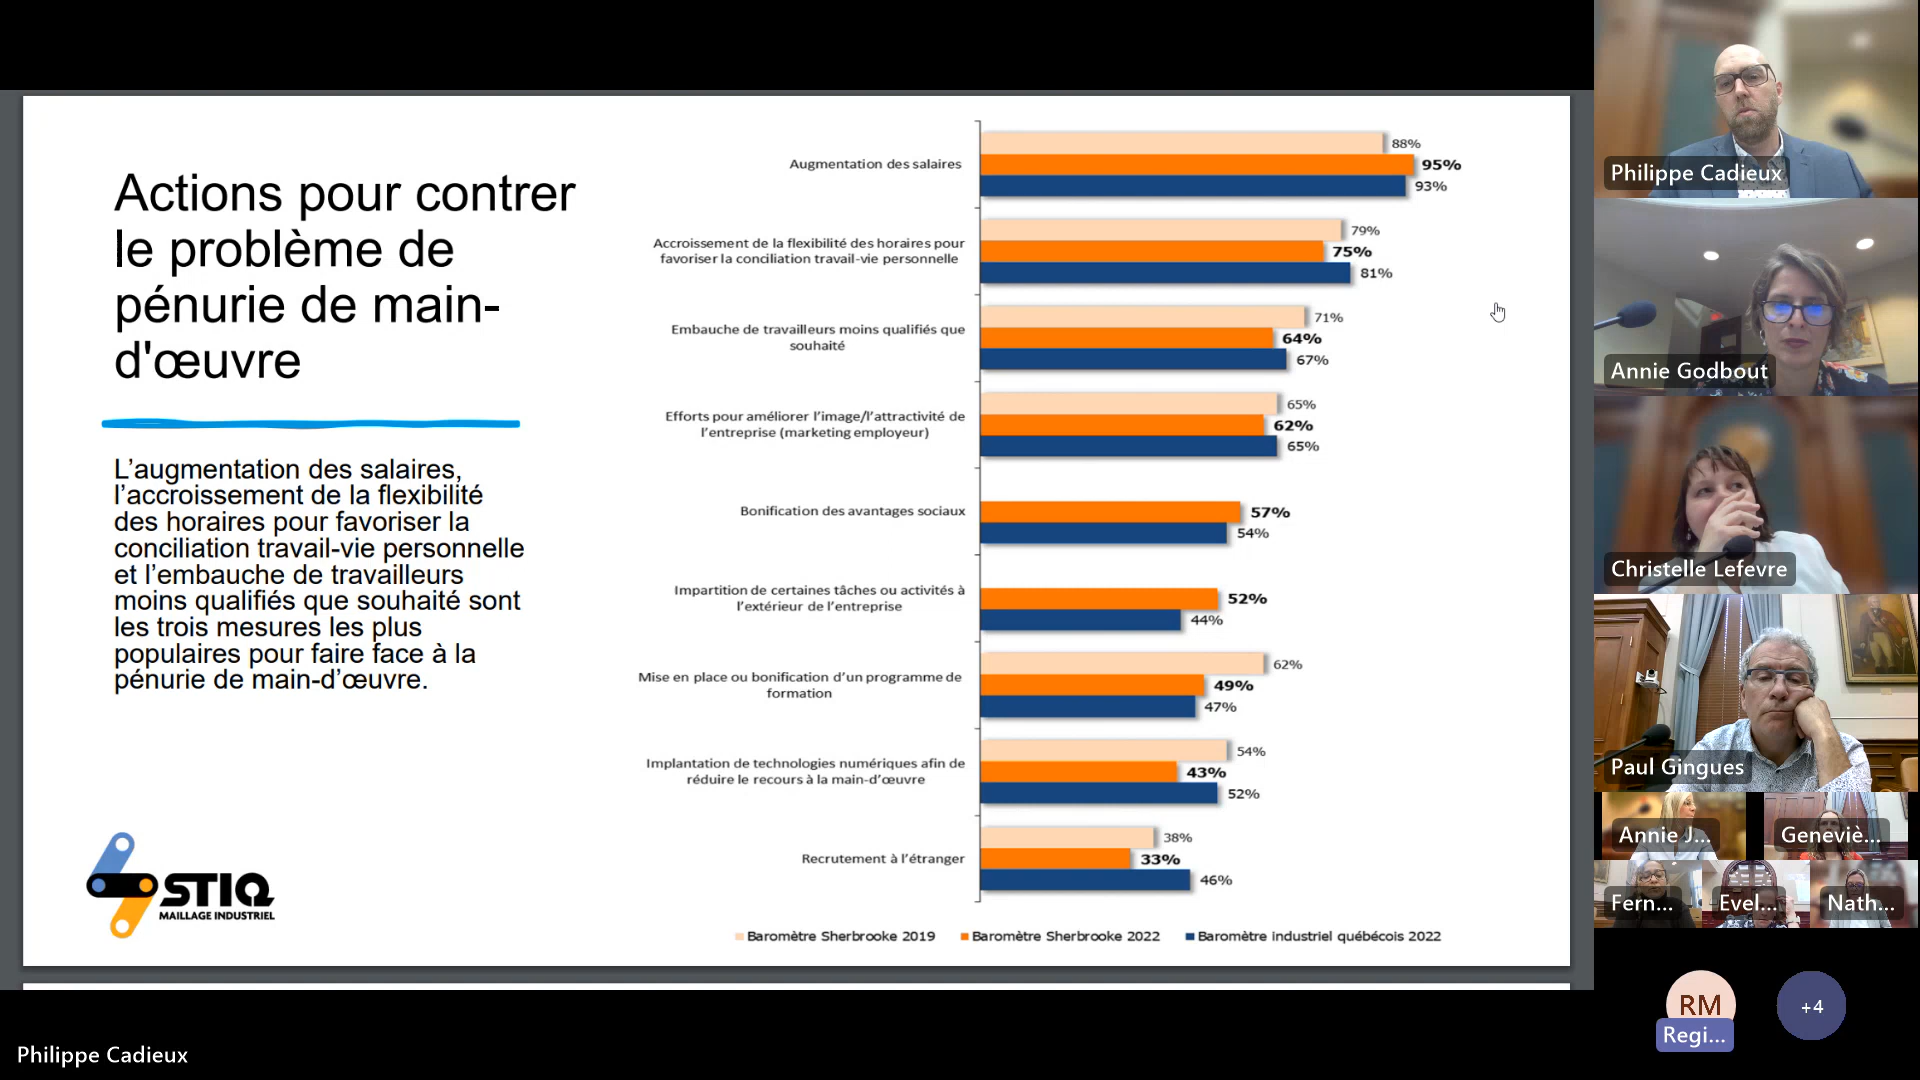 Actions pour contrer
le problème de
pénurie de main-
d'œuvre
L’augmentation des salaires,
l’accroissement de la flexibilité
des horaires pour favoriser la
conciliation travail-vie personnelle
et l’embauche de travailleurs
moins qualifiés que souhaité sont
les trois mesures les plus
populaires pour faire face à la
pénurie de main-d’œuvre.
STIQ
MAILLAGE INDUSTRIEL
Augmentation des salaires
88%
95%
93%
Accroissement de la flexibilité des horaires pour
favoriser la conciliation travail-vie personnelle
79%
75%
81%
Embauche de travailleurs moins qualifiés que
souhaité
71%
64%
67%
Efforts pour améliorer l’image/l’attractivité de
l’entreprise (marketing employeur)
65%
62%
65%
Bonification des avantages sociaux
57%
54%
Impartition de certaines tâches ou activités à
l’extérieur de l’entreprise
52%
44%
Mise en place ou bonification d’un programme de
formation
62%
49%
47%
Implantation de technologies numériques afin de
réduire le recours à la main-d’œuvre
54%
43%
52%
Recrutement à l’étranger
38%
33%
46%
Baromètre Sherbrooke 2019 Baromètre Sherbrooke 2022 Baromètre industriel québécois 2022
Philippe Cadieux
Annie Godbout
Christelle Lefevre
Paul Gingues
Annie J... Geneviè...
Fern... Evel... Nath...
RM +4
Regi...
Philippe Cadieux